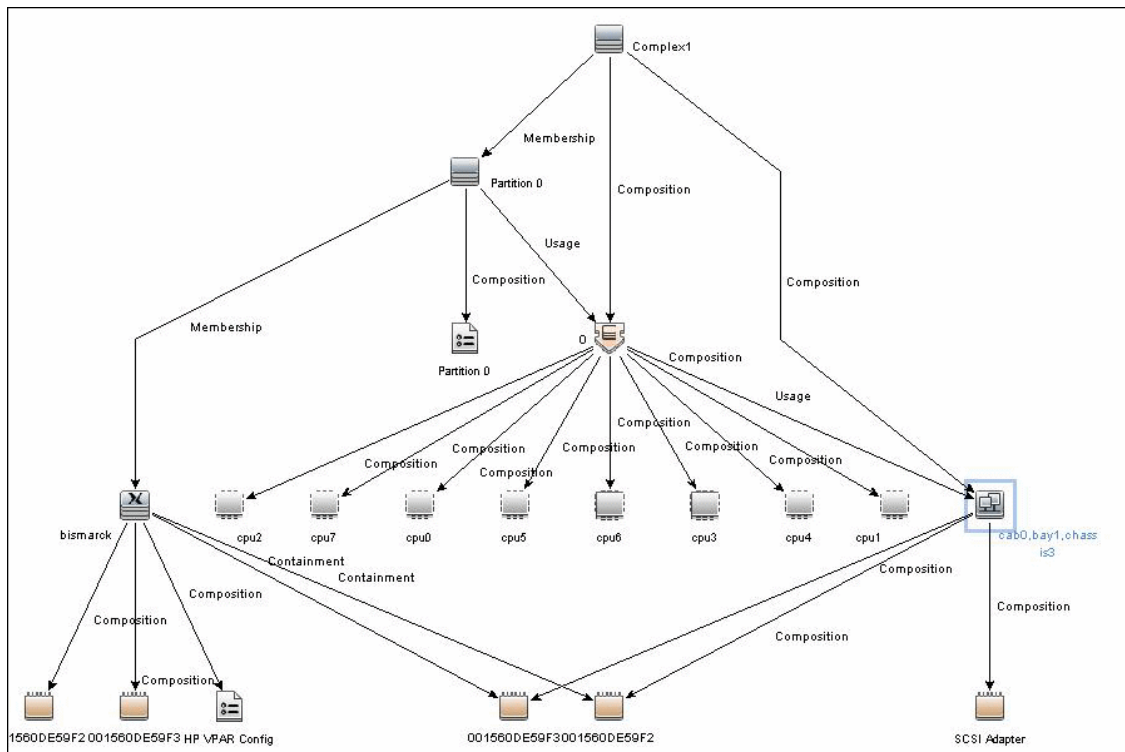 Complex1
Membership
Partition 0
Composition
Usage
Composition
Composition
Membership
0
Partition 0
Composition
Usage
Composition
Composition
Composition
Composition
Composition
Composition
Composition
bismarck
cpu2
cpu7
cpu0
cpu5
cpu6
cpu3
cpu4
cpu1
cab0,bay1,chass
is3
Containment
Containment
Composition
Composition
Composition
Composition
Composition
Composition
Composition
1560DE59F2
001560DE59F3
HP VPAR Config
001560DE59F3
001560DE59F2
SCSI Adapter